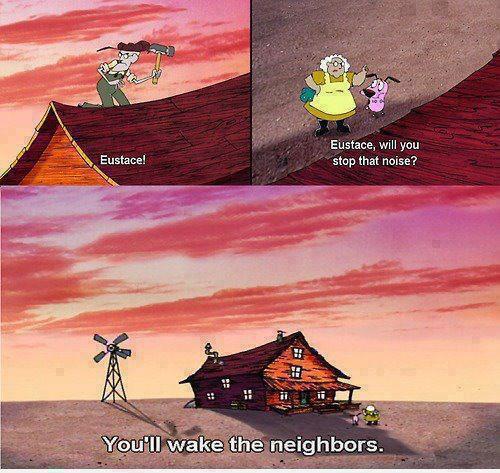 Eustace!
Eustace, will you
stop that noise?
You'll wake the neighbors.